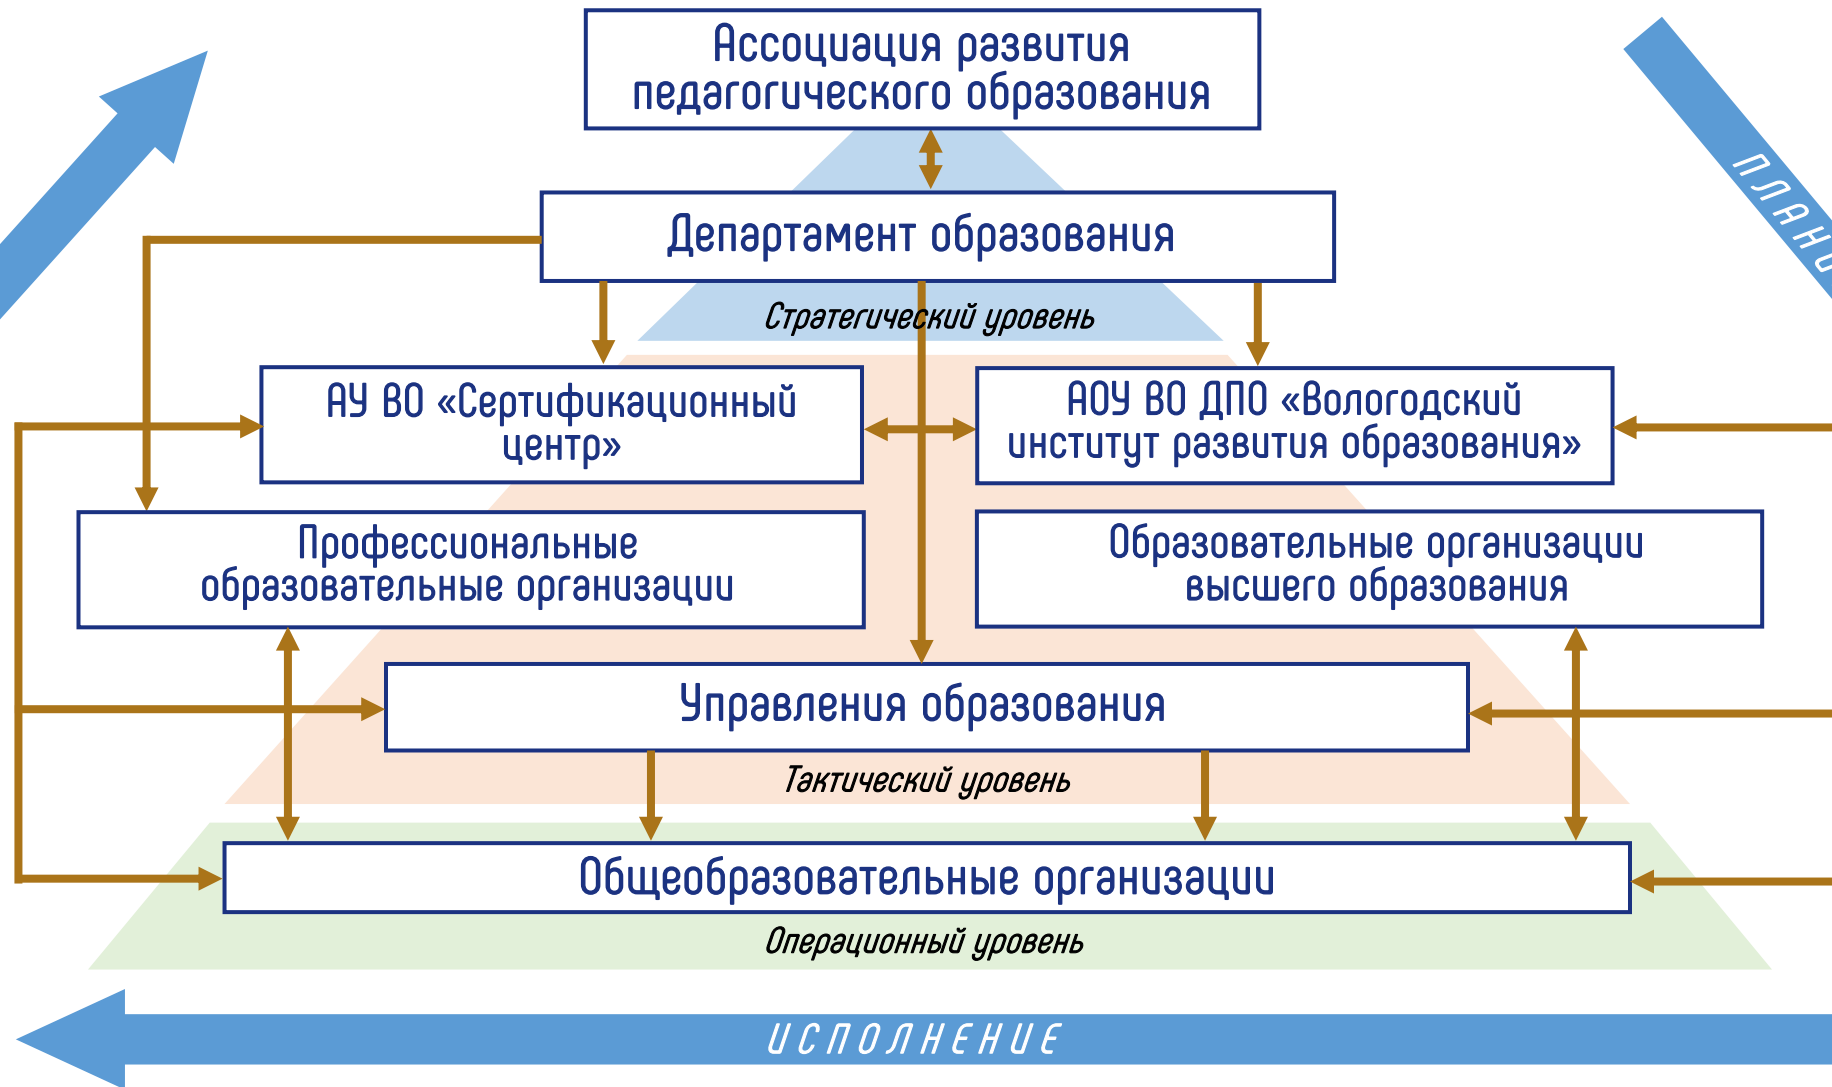 Ассоциация развития
педагогического образования
Департамент образования
Стратегический уровень
АУ ВО «Сертификационный
центр»
АОУ ВО ДПО «Вологодский
институт развития образования»
Профессиональные
образовательные организации
Образовательные организации
высшего образования
Управления образования
Тактический уровень
Общеобразовательные организации
Операционный уровень
ИСПОЛНЕНИЕ